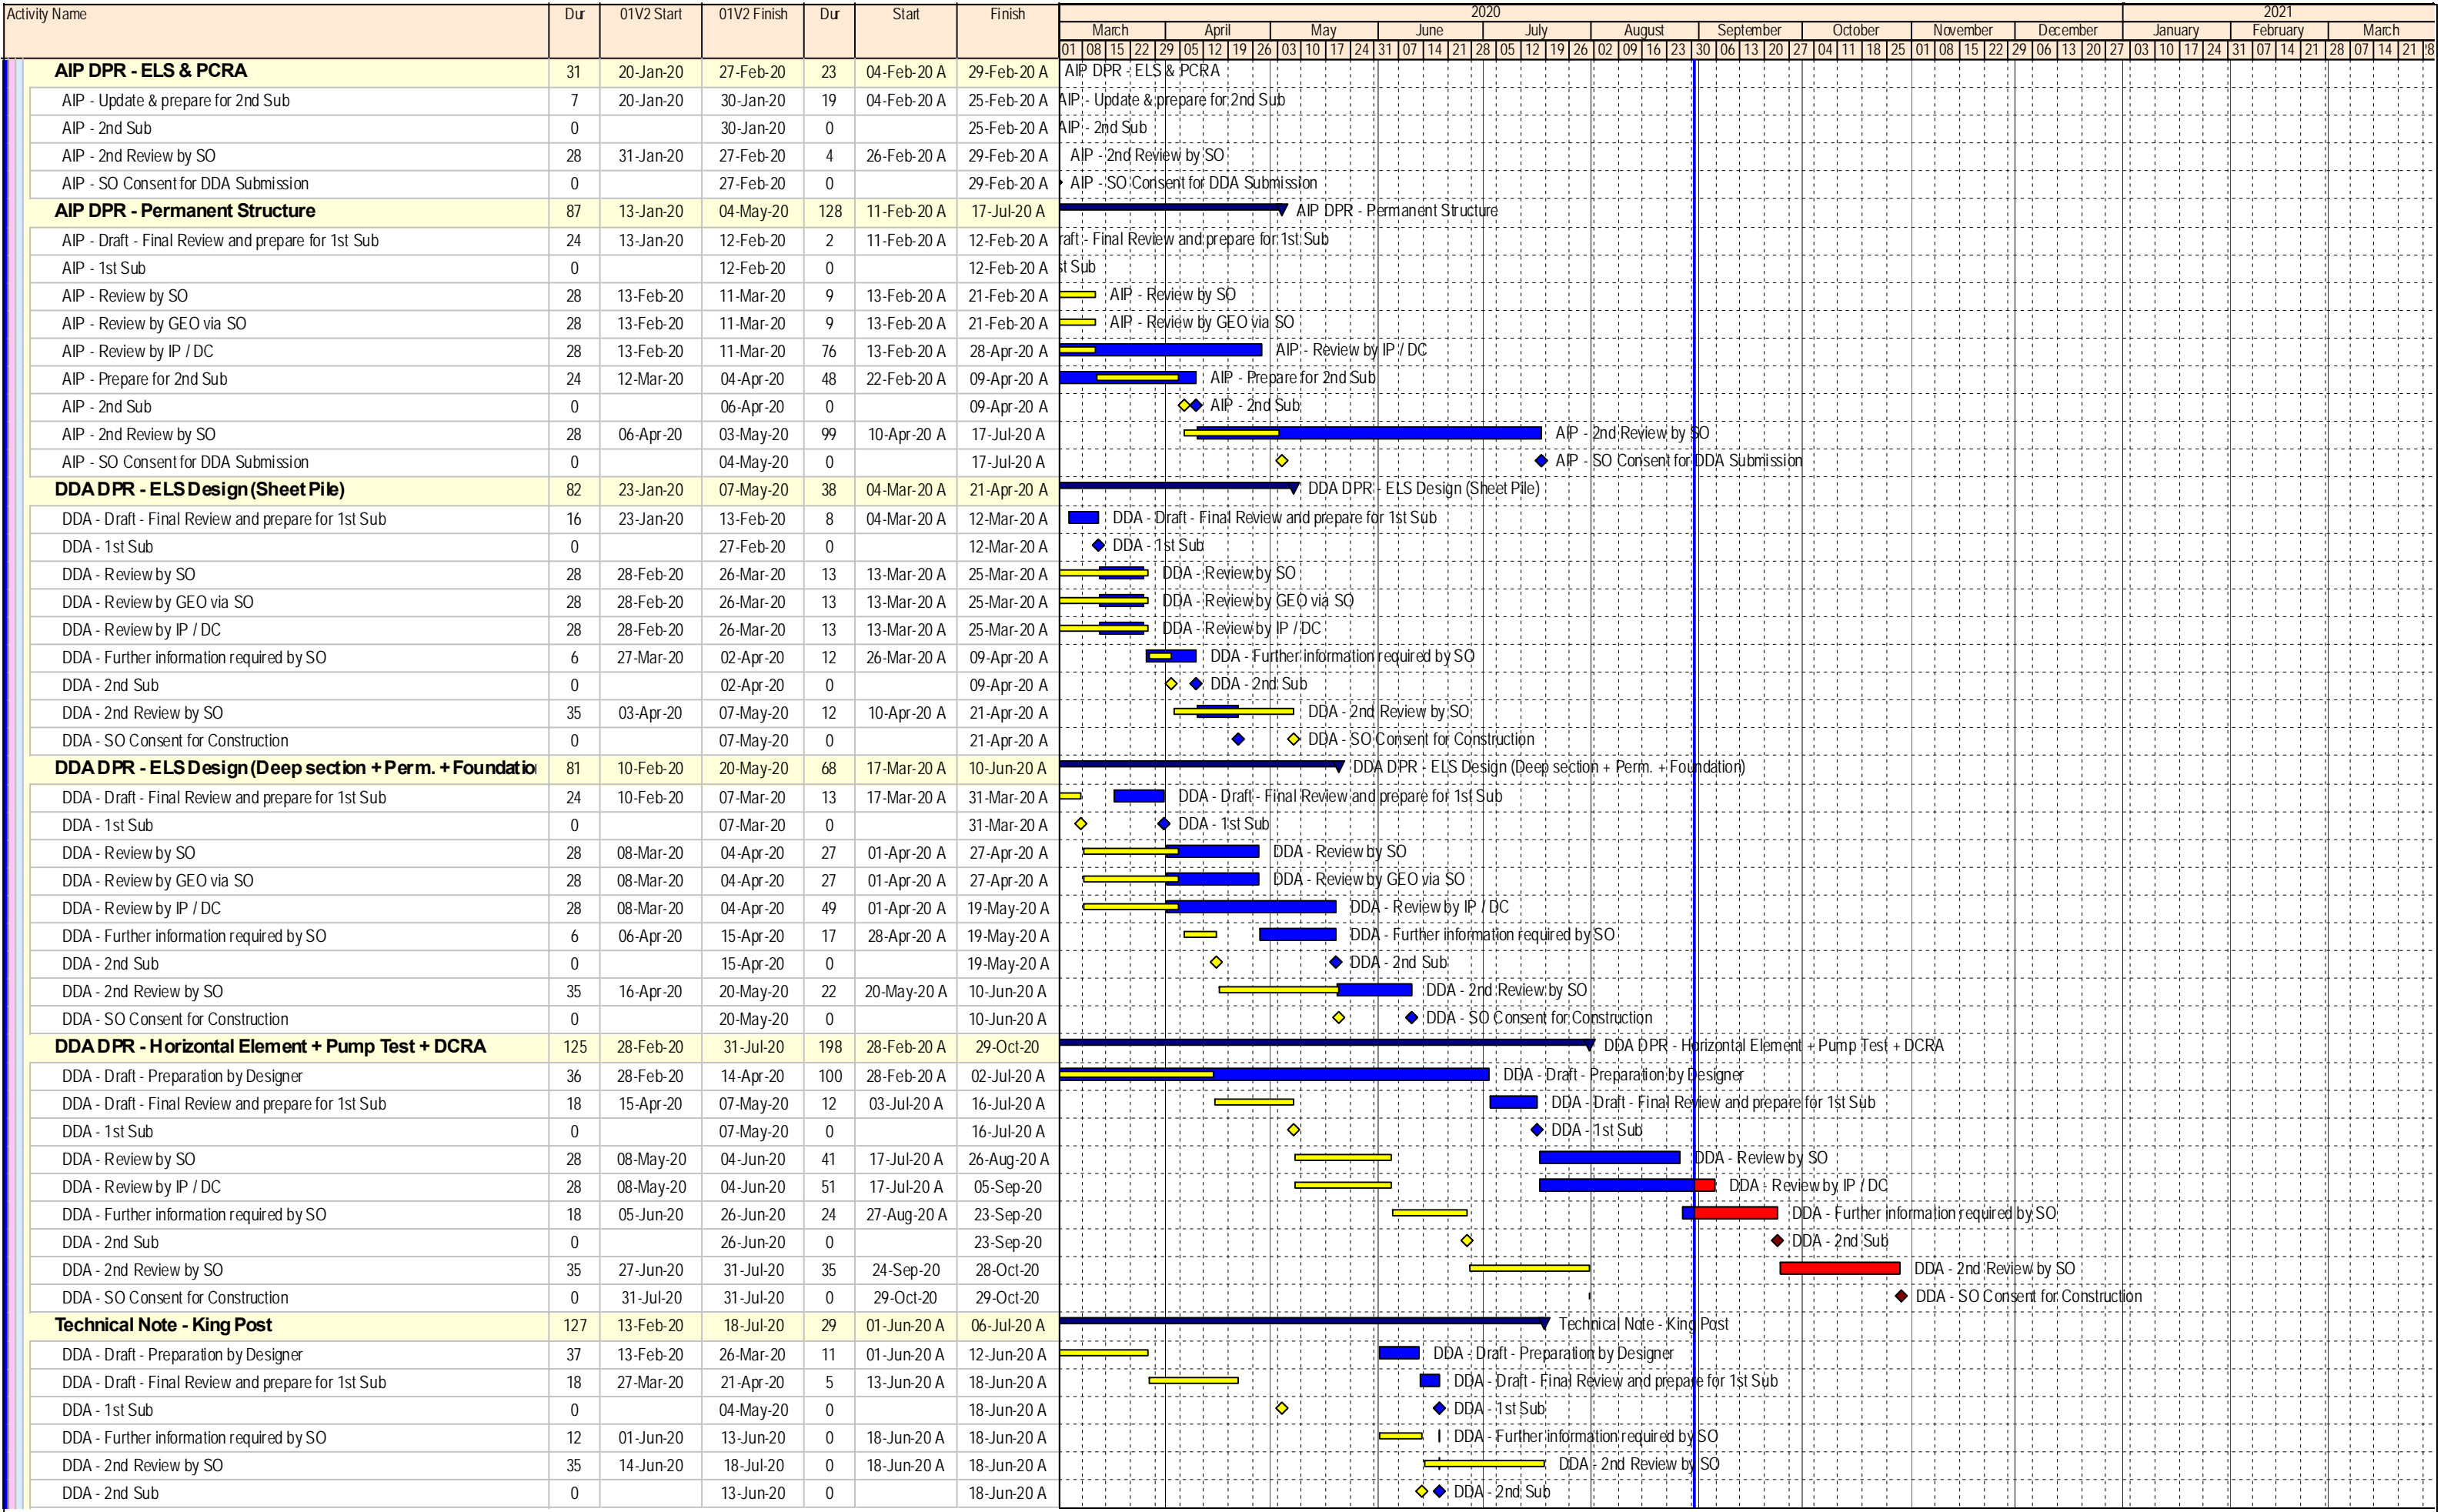 Activity Name Dur 01V2 Start 01V2 Finish Dur Start Finish 2020 2021
March April May June July August September October November December January February March
01 08 15 22 29 05 12 19 26 03 10 17 24 31 07 14 21 28 05 12 19 26 02 09 16 23 30 06 13 20 27 04 11 18 25 01 08 15 22 29 06 13 20 27 03 10 17 24 31 07 14 21 28 07 14 21 28
AIP DPR - ELS & PCRA 31 20-Jan-20 27-Feb-20 23 04-Feb-20 A 29-Feb-20 A AIP DPR - ELS & PCRA
AIP - Update & prepare for 2nd Sub 7 20-Jan-20 30-Jan-20 19 04-Feb-20 A 25-Feb-20 A AIP - Update & prepare for 2nd Sub
AIP - 2nd Sub 0 30-Jan-20 0 25-Feb-20 A AIP - 2nd Sub
AIP - 2nd Review by SO 28 31-Jan-20 27-Feb-20 4 26-Feb-20 A 29-Feb-20 A AIP - 2nd Review by SO
AIP - SO Consent for DDA Submission 0 27-Feb-20 0 29-Feb-20 A AIP - SO Consent for DDA Submission
AIP DPR - Permanent Structure 87 13-Jan-20 04-May-20 128 11-Feb-20 A 17-Jul-20 A AIP DPR - Permanent Structure
AIP - Draft - Final Review and prepare for 1st Sub 24 13-Jan-20 12-Feb-20 2 11-Feb-20 A 12-Feb-20 A raft - Final Review and prepare for 1st Sub
AIP - 1st Sub 0 12-Feb-20 0 12-Feb-20 A st Sub
AIP - Review by SO 28 13-Feb-20 11-Mar-20 9 13-Feb-20 A 21-Feb-20 A AIP - Review by SO
AIP - Review by GEO via SO 28 13-Feb-20 11-Mar-20 9 13-Feb-20 A 21-Feb-20 A AIP - Review by GEO via SO
AIP - Review by IP / DC 28 13-Feb-20 11-Mar-20 76 13-Feb-20 A 28-Apr-20 A AIP - Review by IP / DC
AIP - Prepare for 2nd Sub 24 12-Mar-20 04-Apr-20 48 22-Feb-20 A 09-Apr-20 A AIP - Prepare for 2nd Sub
AIP - 2nd Sub 0 06-Apr-20 0 09-Apr-20 A AIP - 2nd Sub
AIP - 2nd Review by SO 28 06-Apr-20 03-May-20 99 10-Apr-20 A 17-Jul-20 A AIP - 2nd Review by SO
AIP - SO Consent for DDA Submission 0 04-May-20 0 17-Jul-20 A AIP - SO Consent for DDA Submission
DDA DPR - ELS Design (Sheet Pile) 82 23-Jan-20 07-May-20 38 04-Mar-20 A 21-Apr-20 A DDA DPR - ELS Design (Sheet Pile)
DDA - Draft - Final Review and prepare for 1st Sub 16 23-Jan-20 13-Feb-20 8 04-Mar-20 A 12-Mar-20 A DDA - Draft - Final Review and prepare for 1st Sub
DDA - 1st Sub 0 27-Feb-20 0 12-Mar-20 A DDA - 1st Sub
DDA - Review by SO 28 28-Feb-20 26-Mar-20 13 13-Mar-20 A 25-Mar-20 A DDA - Review by SO
DDA - Review by GEO via SO 28 28-Feb-20 26-Mar-20 13 13-Mar-20 A 25-Mar-20 A DDA - Review by GEO via SO
DDA - Review by IP / DC 28 28-Feb-20 26-Mar-20 13 13-Mar-20 A 25-Mar-20 A DDA - Review by IP / DC
DDA - Further information required by SO 6 27-Mar-20 02-Apr-20 12 26-Mar-20 A 09-Apr-20 A DDA - Further information required by SO
DDA - 2nd Sub 0 02-Apr-20 0 09-Apr-20 A DDA - 2nd Sub
DDA - 2nd Review by SO 35 03-Apr-20 07-May-20 12 10-Apr-20 A 21-Apr-20 A DDA - 2nd Review by SO
DDA - SO Consent for Construction 0 07-May-20 0 21-Apr-20 A DDA - SO Consent for Construction
DDA DPR - ELS Design (Deep section + Perm. + Foundatio 81 10-Feb-20 20-May-20 68 17-Mar-20 A 10-Jun-20 A DDA DPR - ELS Design (Deep section + Perm. + Foundation)
DDA - Draft - Final Review and prepare for 1st Sub 24 10-Feb-20 07-Mar-20 13 17-Mar-20 A 31-Mar-20 A DDA - Draft - Final Review and prepare for 1st Sub
DDA - 1st Sub 0 07-Mar-20 0 31-Mar-20 A DDA - 1st Sub
DDA - Review by SO 28 08-Mar-20 04-Apr-20 27 01-Apr-20 A 27-Apr-20 A DDA - Review by SO
DDA - Review by GEO via SO 28 08-Mar-20 04-Apr-20 27 01-Apr-20 A 27-Apr-20 A DDA - Review by GEO via SO
DDA - Review by IP / DC 28 08-Mar-20 04-Apr-20 49 01-Apr-20 A 19-May-20 A DDA - Review by IP / DC
DDA - Further information required by SO 6 06-Apr-20 15-Apr-20 17 28-Apr-20 A 19-May-20 A DDA - Further information required by SO
DDA - 2nd Sub 0 15-Apr-20 0 19-May-20 A DDA - 2nd Sub
DDA - 2nd Review by SO 35 16-Apr-20 20-May-20 22 20-May-20 A 10-Jun-20 A DDA - 2nd Review by SO
DDA - SO Consent for Construction 0 20-May-20 0 10-Jun-20 A DDA - SO Consent for Construction
DDA DPR - Horizontal Element + Pump Test + DCRA 125 28-Feb-20 31-Jul-20 198 28-Feb-20 A 29-Oct-20 DDA DPR - Horizontal Element + Pump Test + DCRA
DDA - Draft - Preparation by Designer 36 28-Feb-20 14-Apr-20 100 28-Feb-20 A 02-Jul-20 A DDA - Draft - Preparation by Designer
DDA - Draft - Final Review and prepare for 1st Sub 18 15-Apr-20 07-May-20 12 03-Jul-20 A 16-Jul-20 A DDA - Draft - Final Review and prepare for 1st Sub
DDA - 1st Sub 0 07-May-20 0 16-Jul-20 A DDA - 1st Sub
DDA - Review by SO 28 08-May-20 04-Jun-20 41 17-Jul-20 A 26-Aug-20 A DDA - Review by SO
DDA - Review by IP / DC 28 08-May-20 04-Jun-20 51 17-Jul-20 A 05-Sep-20 DDA - Review by IP / DC
DDA - Further information required by SO 18 05-Jun-20 26-Jun-20 24 27-Aug-20 A 23-Sep-20 DDA - Further information required by SO
DDA - 2nd Sub 0 26-Jun-20 0 23-Sep-20 DDA - 2nd Sub
DDA - 2nd Review by SO 35 27-Jun-20 31-Jul-20 35 24-Sep-20 28-Oct-20 DDA - 2nd Review by SO
DDA - SO Consent for Construction 0 31-Jul-20 31-Jul-20 0 29-Oct-20 29-Oct-20 DDA - SO Consent for Construction
Technical Note - King Post 127 13-Feb-20 18-Jul-20 29 01-Jun-20 A 06-Jul-20 A Technical Note - King Post
DDA - Draft - Preparation by Designer 37 13-Feb-20 26-Mar-20 11 01-Jun-20 A 12-Jun-20 A DDA - Draft - Preparation by Designer
DDA - Draft - Final Review and prepare for 1st Sub 18 27-Mar-20 21-Apr-20 5 13-Jun-20 A 18-Jun-20 A DDA - Draft - Final Review and prepare for 1st Sub
DDA - 1st Sub 0 04-May-20 0 18-Jun-20 A DDA - 1st Sub
DDA - Further information required by SO 12 01-Jun-20 13-Jun-20 0 18-Jun-20 A 18-Jun-20 A DDA - Further information required by SO
DDA - 2nd Review by SO 35 14-Jun-20 18-Jul-20 0 18-Jun-20 A 18-Jun-20 A DDA - 2nd Review by SO
DDA - 2nd Sub 0 13-Jun-20 0 18-Jun-20 A DDA - 2nd Sub